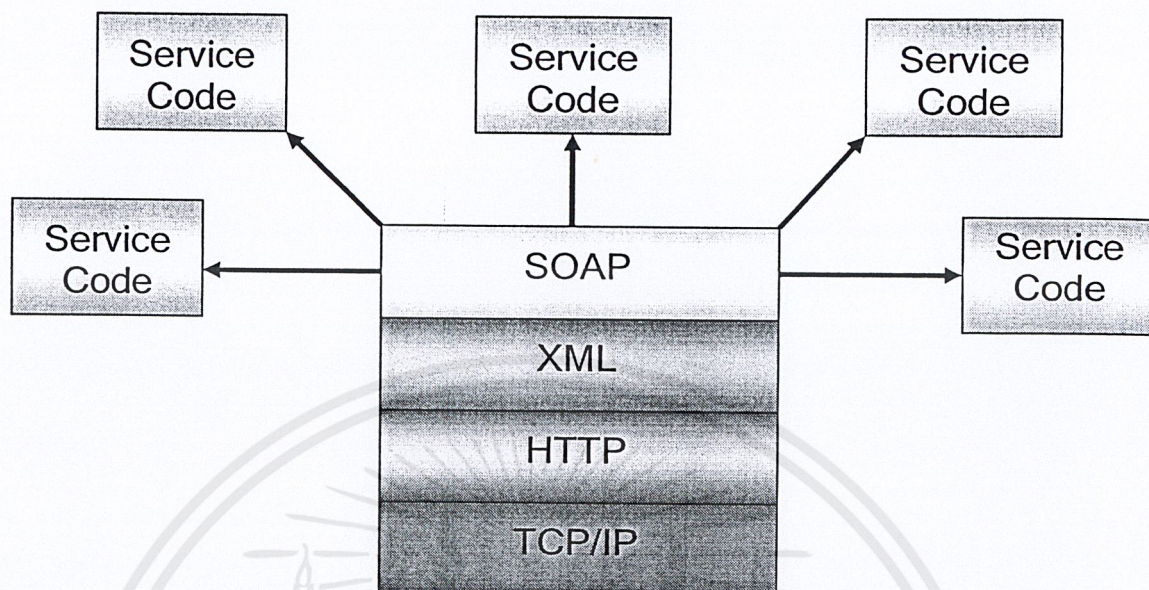 Service
Code
Service
Code
Service
Code
Service
Code
SOAP
Service
Code
XML
HTTP
TCP/IP